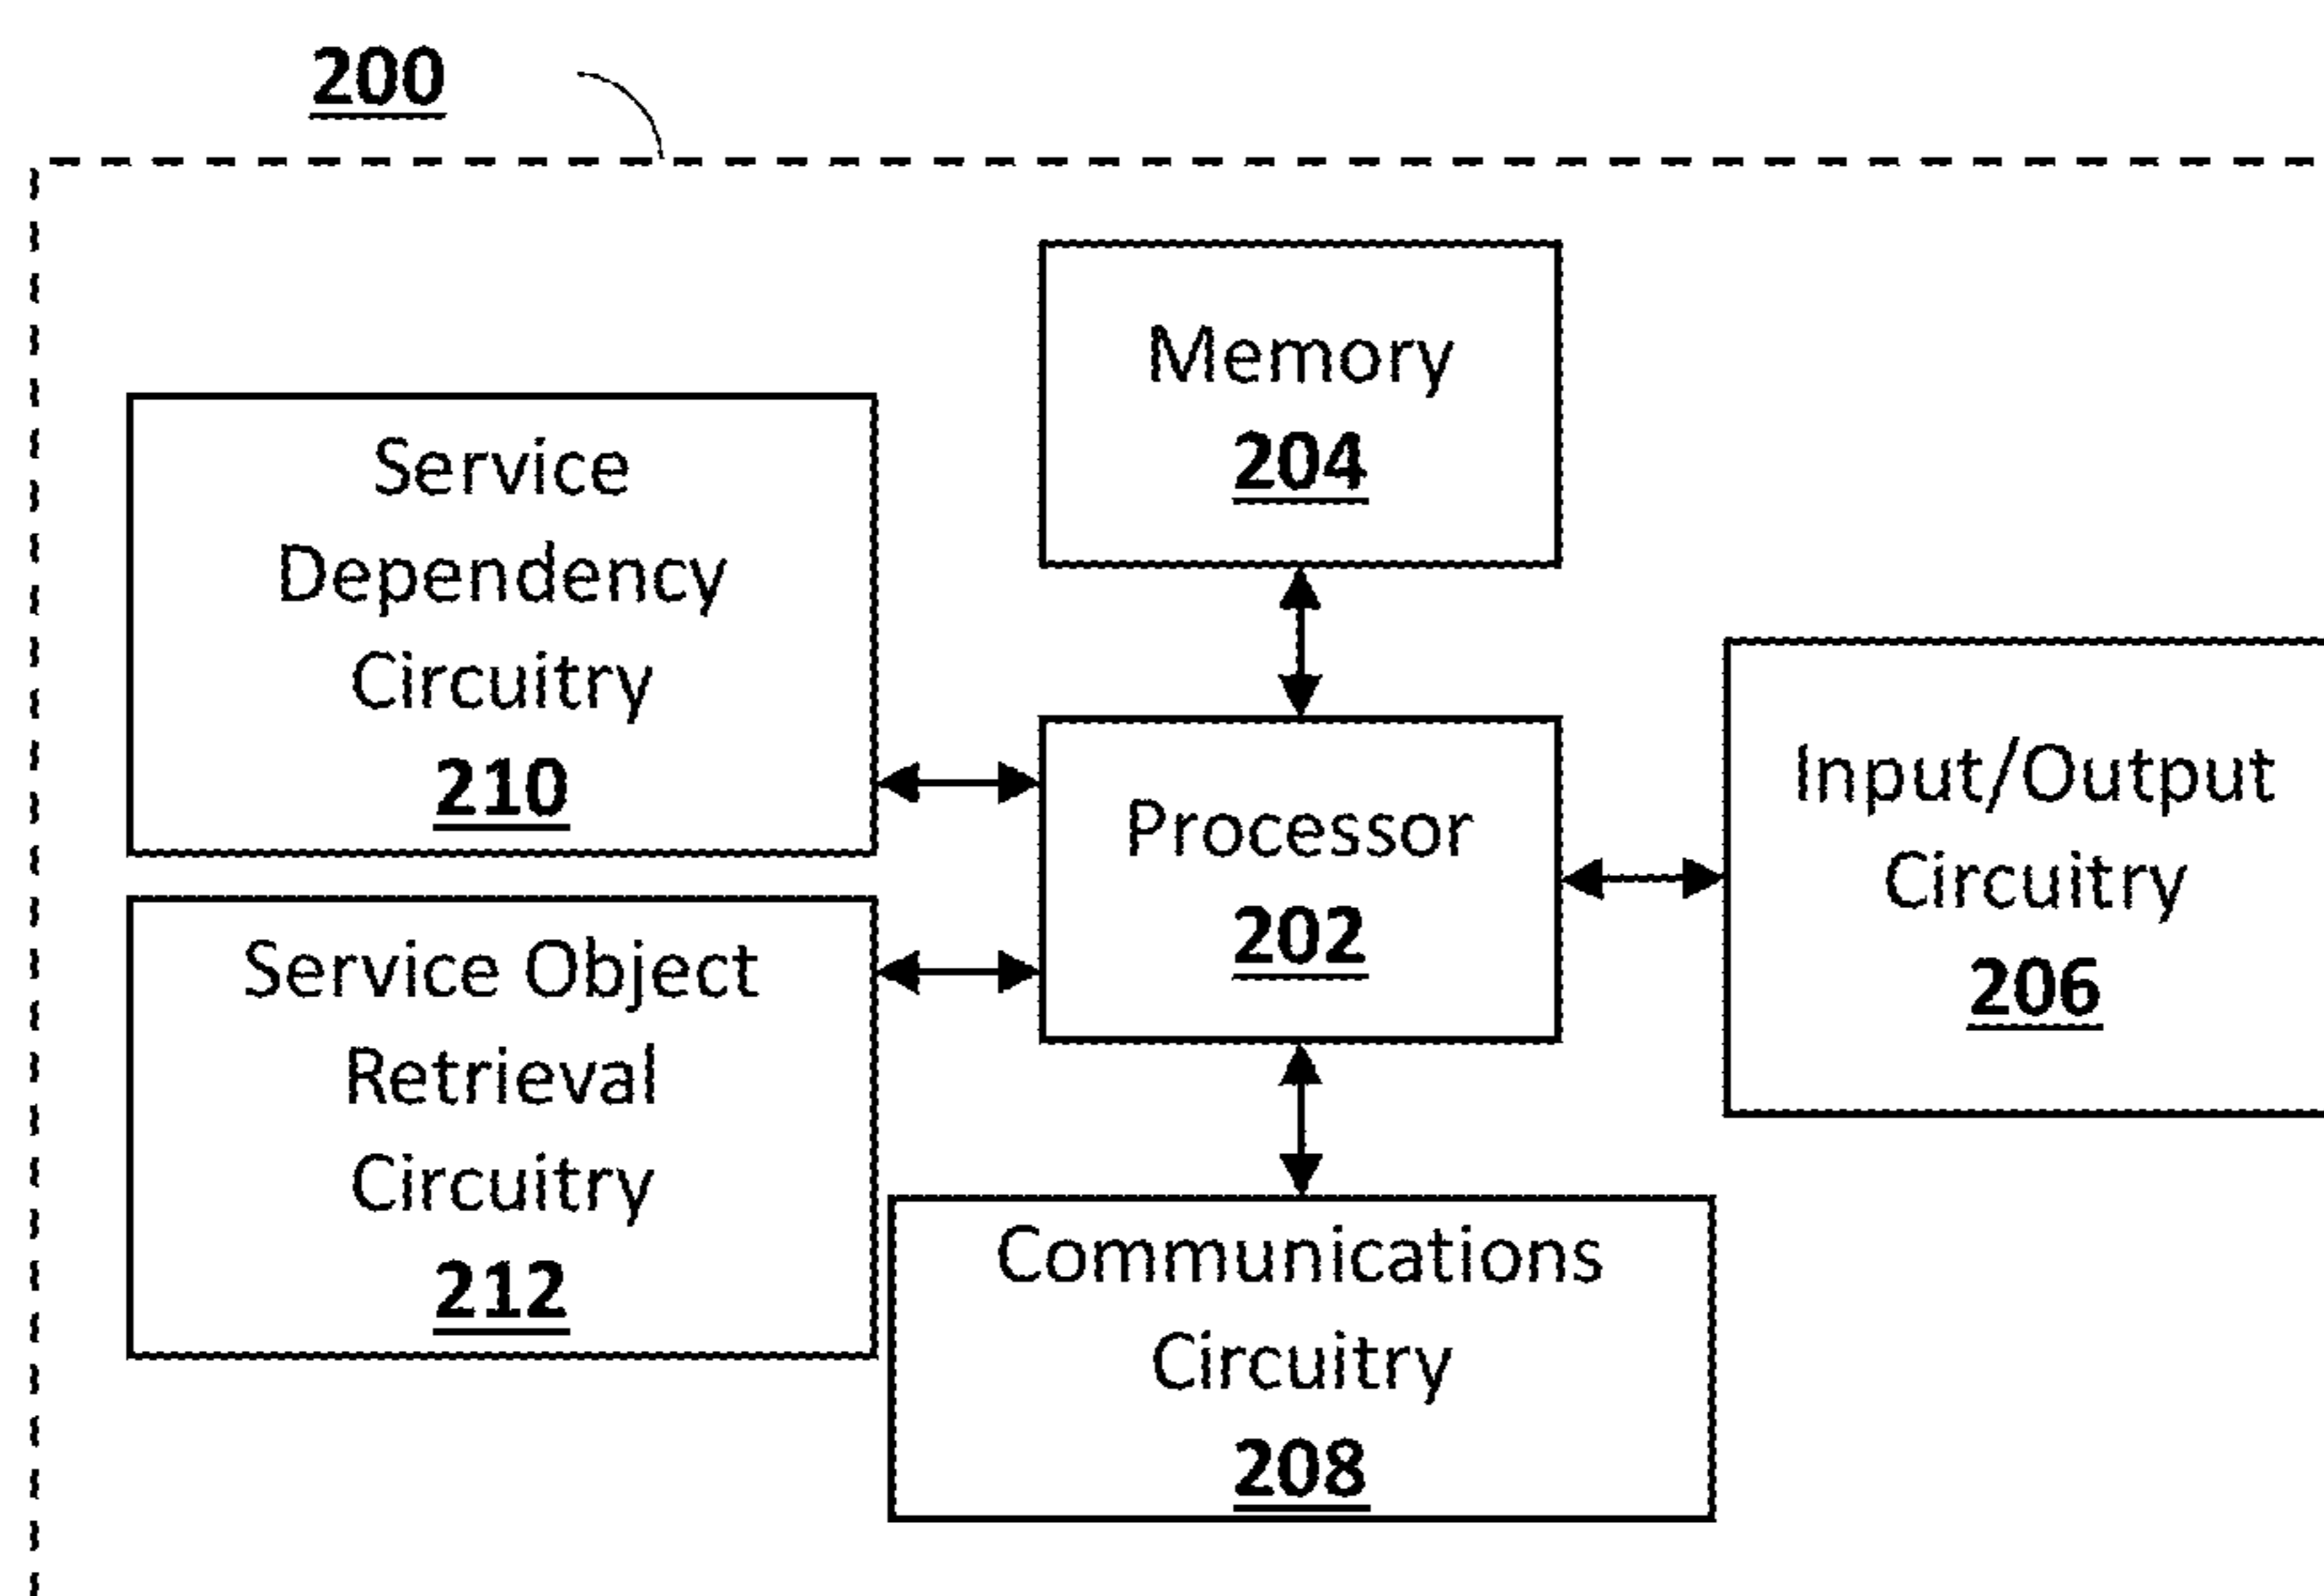 200
Memory
204
Service
Dependency
Circuitry
210
Processor
202
Input/Output
Circuitry
206
Service Object
Retrieval
Circuitry
212
Communications
Circuitry
208